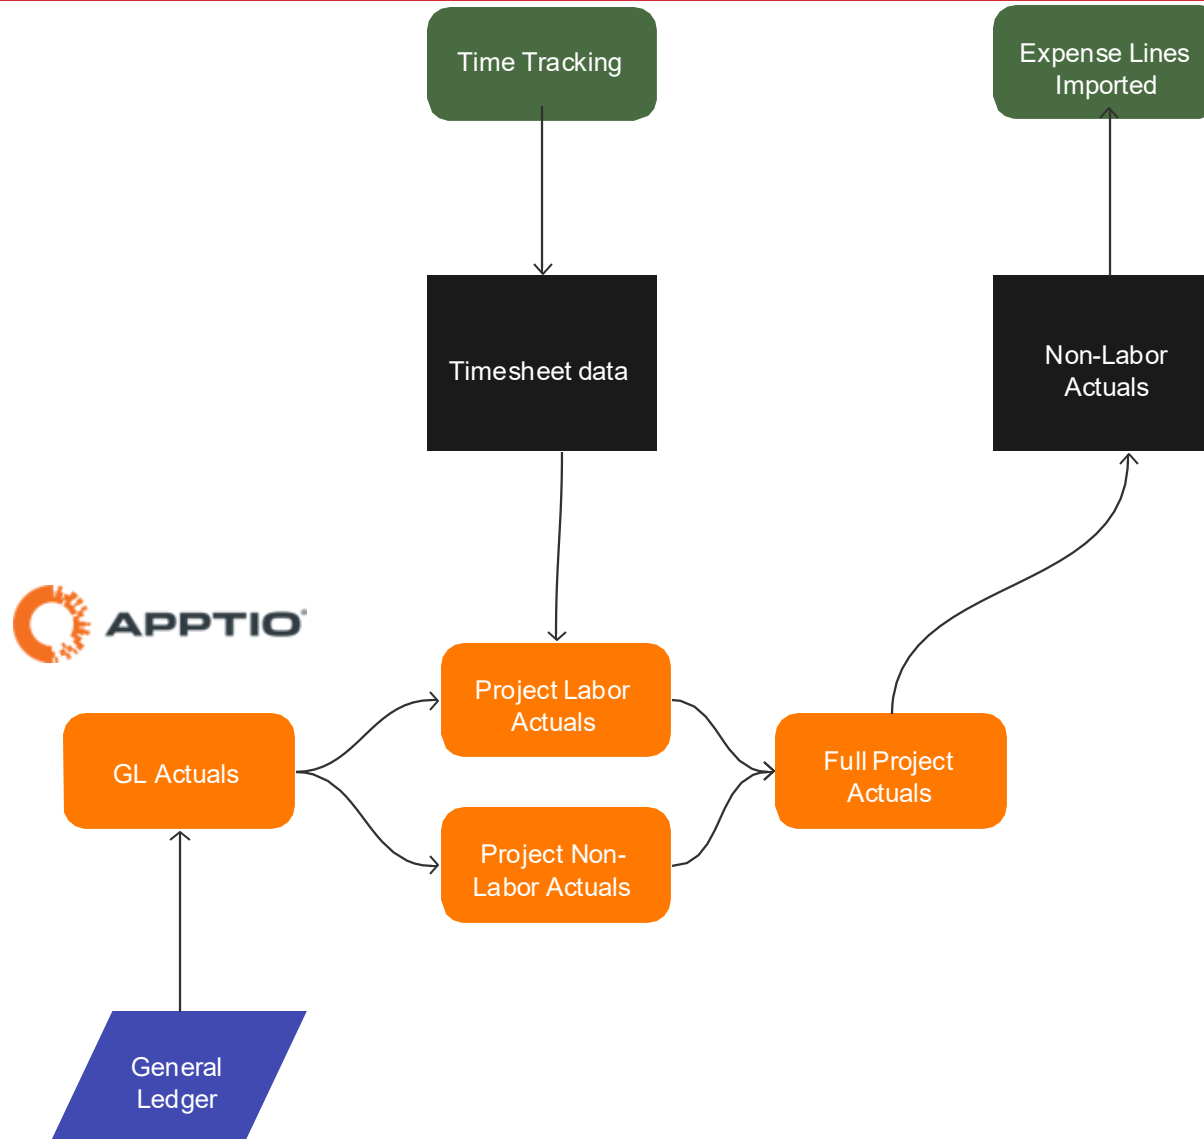 Time Tracking
Expense Lines
Imported
Timesheet data
Non-Labor
Actuals
APPTIO
Project Labor
Actuals
GL Actuals
Full Project
Actuals
Project Non-
Labor Actuals
General
Ledger